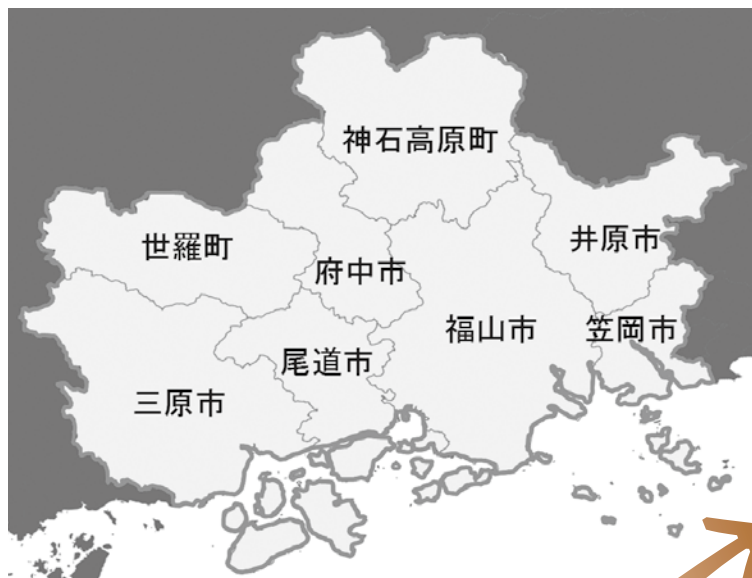 神石高原町
世羅町
府中市
井原市
福山市
笠岡市
尾道市
三原市